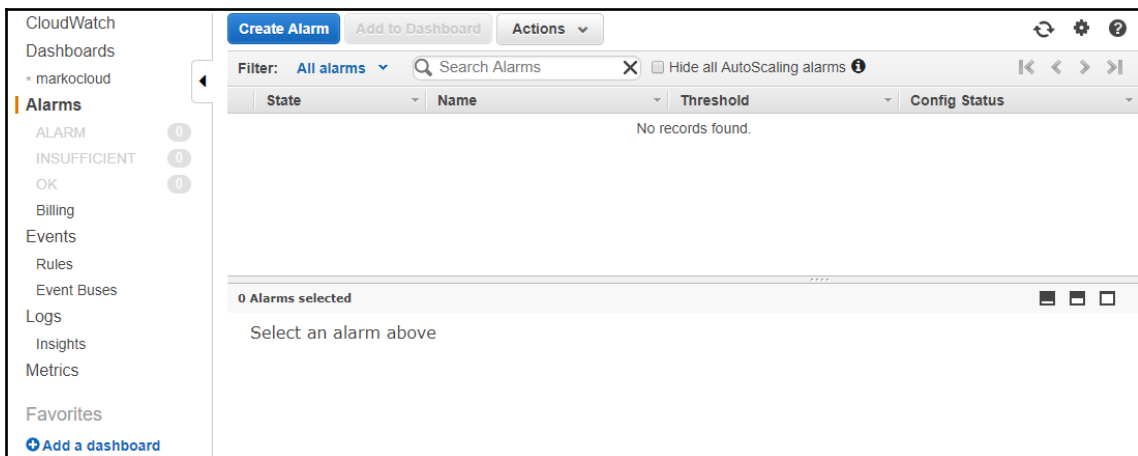 CloudWatch
Dashboards
markocloud
Alarms
ALARM 0
INSUFFICIENT 0
OK 0
Billing
Events
Rules
Event Buses
Logs
Insights
Metrics
Favorites
Add a dashboard
Create Alarm Add to Dashboard Actions
Filter: All alarms Search Alarms Hide all AutoScaling alarms
State Name Threshold Config Status
No records found.
0 Alarms selected
Select an alarm above